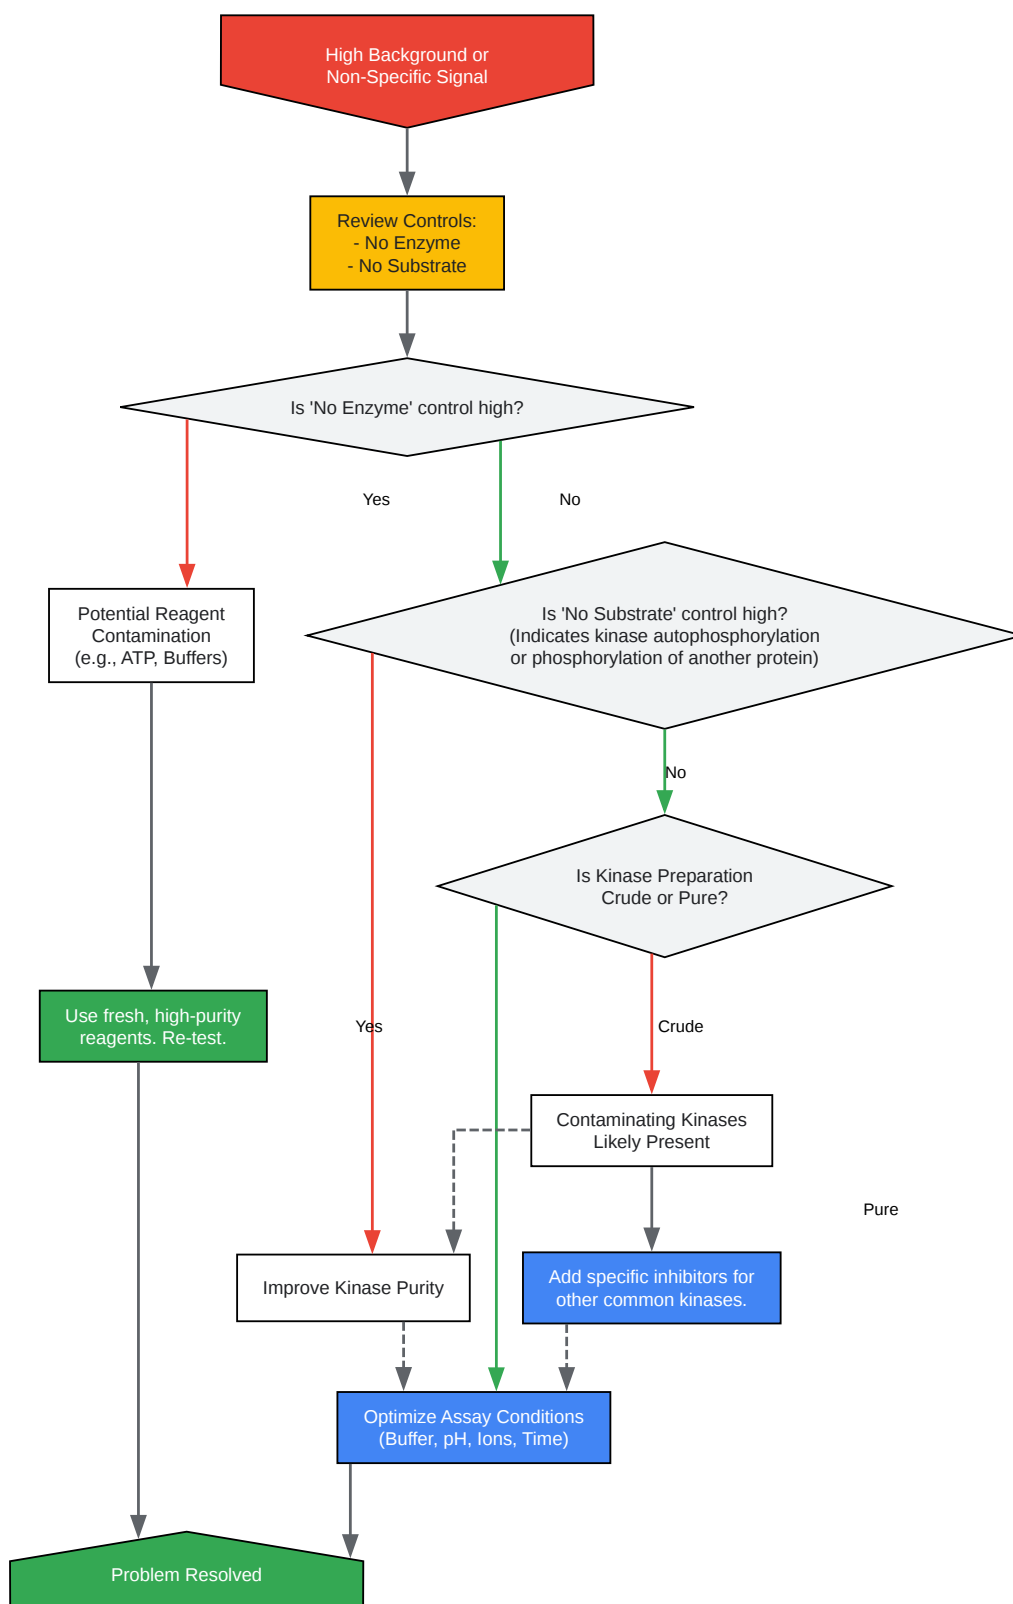 High Background or
Non-Specific Signal
Review Controls:
- No Enzyme
- No Substrate
Is 'No Enzyme' control high?
Yes
No
Potential Reagent
Contamination
(e.g., ATP, Buffers)
Is 'No Substrate' control high?
(Indicates kinase autophosphorylation
or phosphorylation of another protein)
No
Is Kinase Preparation
Crude or Pure?
Use fresh, high-purity
reagents. Re-test.
Yes
Crude
Contaminating Kinases
Likely Present
Pure
Improve Kinase Purity
Add specific inhibitors for
other common kinases.
Optimize Assay Conditions
(Buffer, pH, Ions, Time)
Problem Resolved